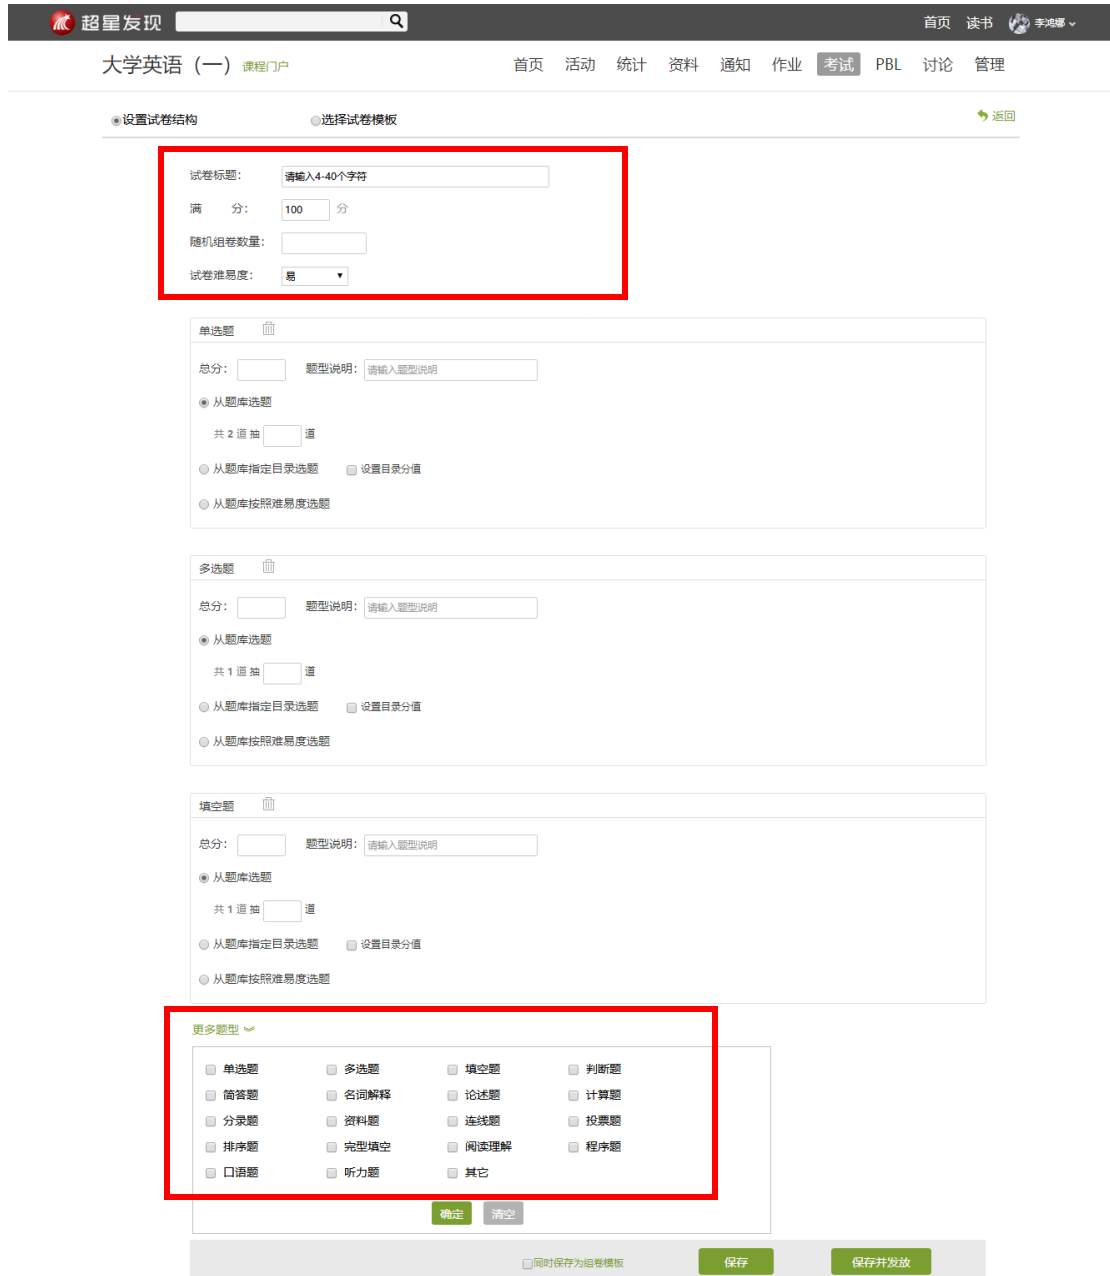 超星发现 首页 读书 李鸿娜
大学英语（一） 课程门户 首页 活动 统计 资料 通知 作业 考试 PBL 讨论 管理
设置试卷结构 选择试卷模板 返回
试卷标题： 请输入4-40个字符
满 分： 100 分
随机组卷数量：
试卷难易度： 易
单选题
总分： 题型说明： 请输入题型说明
从题库选题
共 2 道 抽 道
从题库指定目录选题 设置目录分值
从题库按照难易度选题
多选题
总分： 题型说明： 请输入题型说明
从题库选题
共 1 道 抽 道
从题库指定目录选题 设置目录分值
从题库按照难易度选题
填空题
总分： 题型说明： 请输入题型说明
从题库选题
共 1 道 抽 道
从题库指定目录选题 设置目录分值
从题库按照难易度选题
更多题型
单选题 多选题 填空题 判断题
简答题 名词解释 论述题 计算题
分录题 资料题 连线题 投票题
排序题 完型填空 阅读理解 程序题
口语题 听力题 其它
确定 清空
同时保存为组卷模板 保存 保存并发放